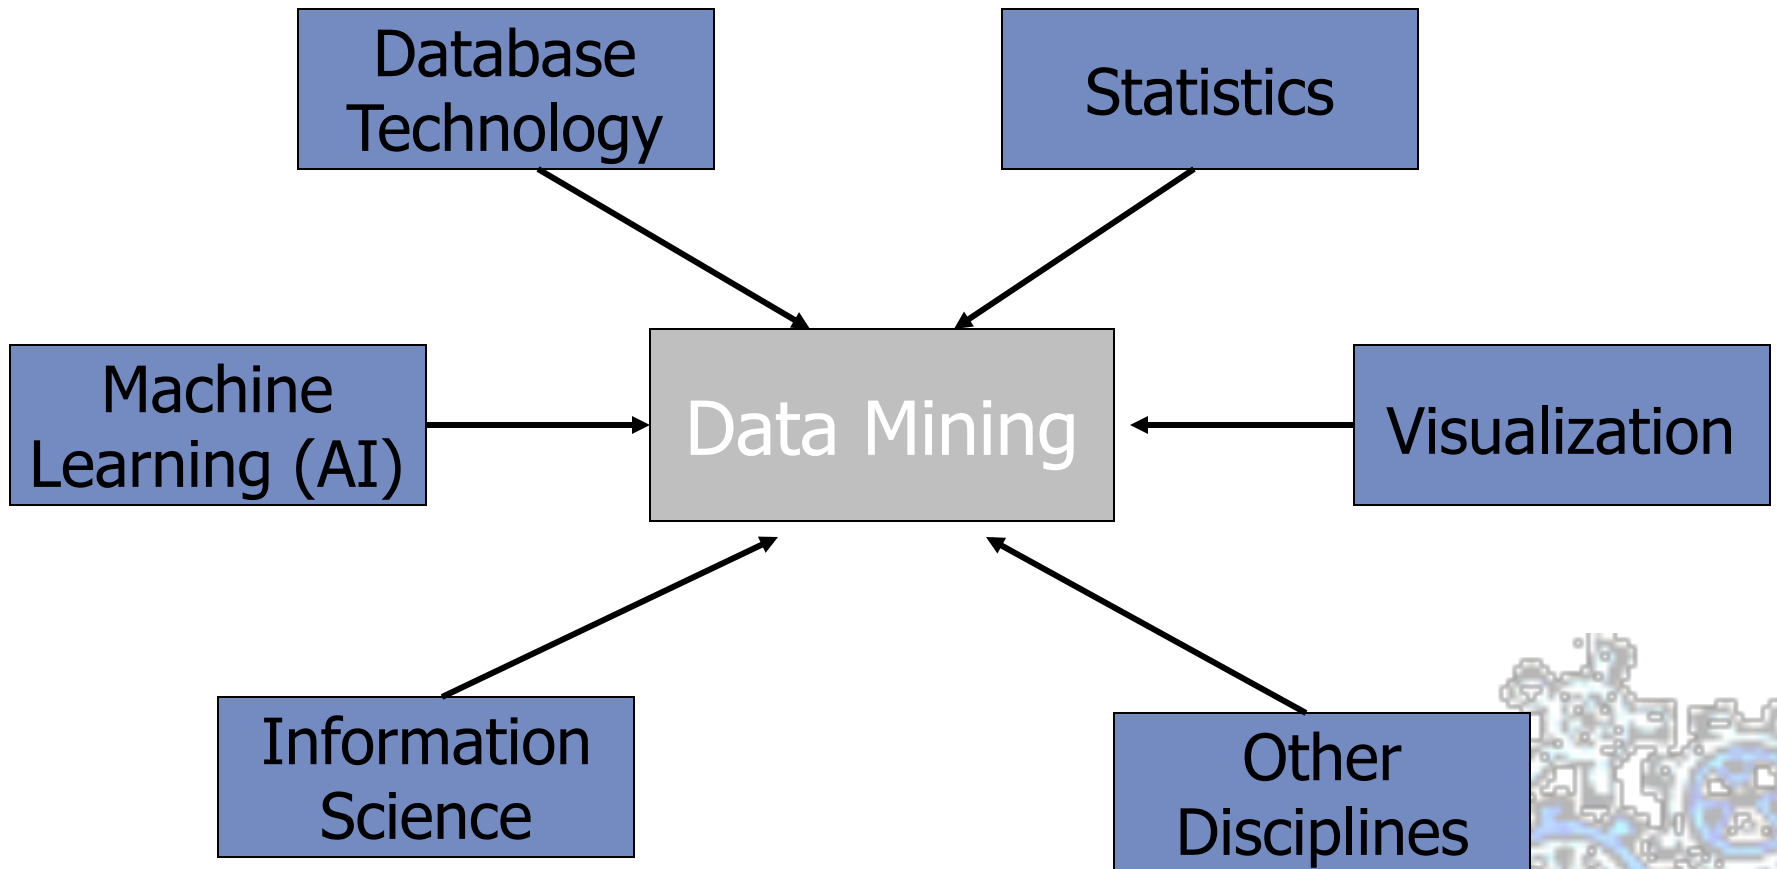 Database
Technology
Statistics
Machine
Learning (AI)
Data Mining
Visualization
Information
Science
Other
Disciplines